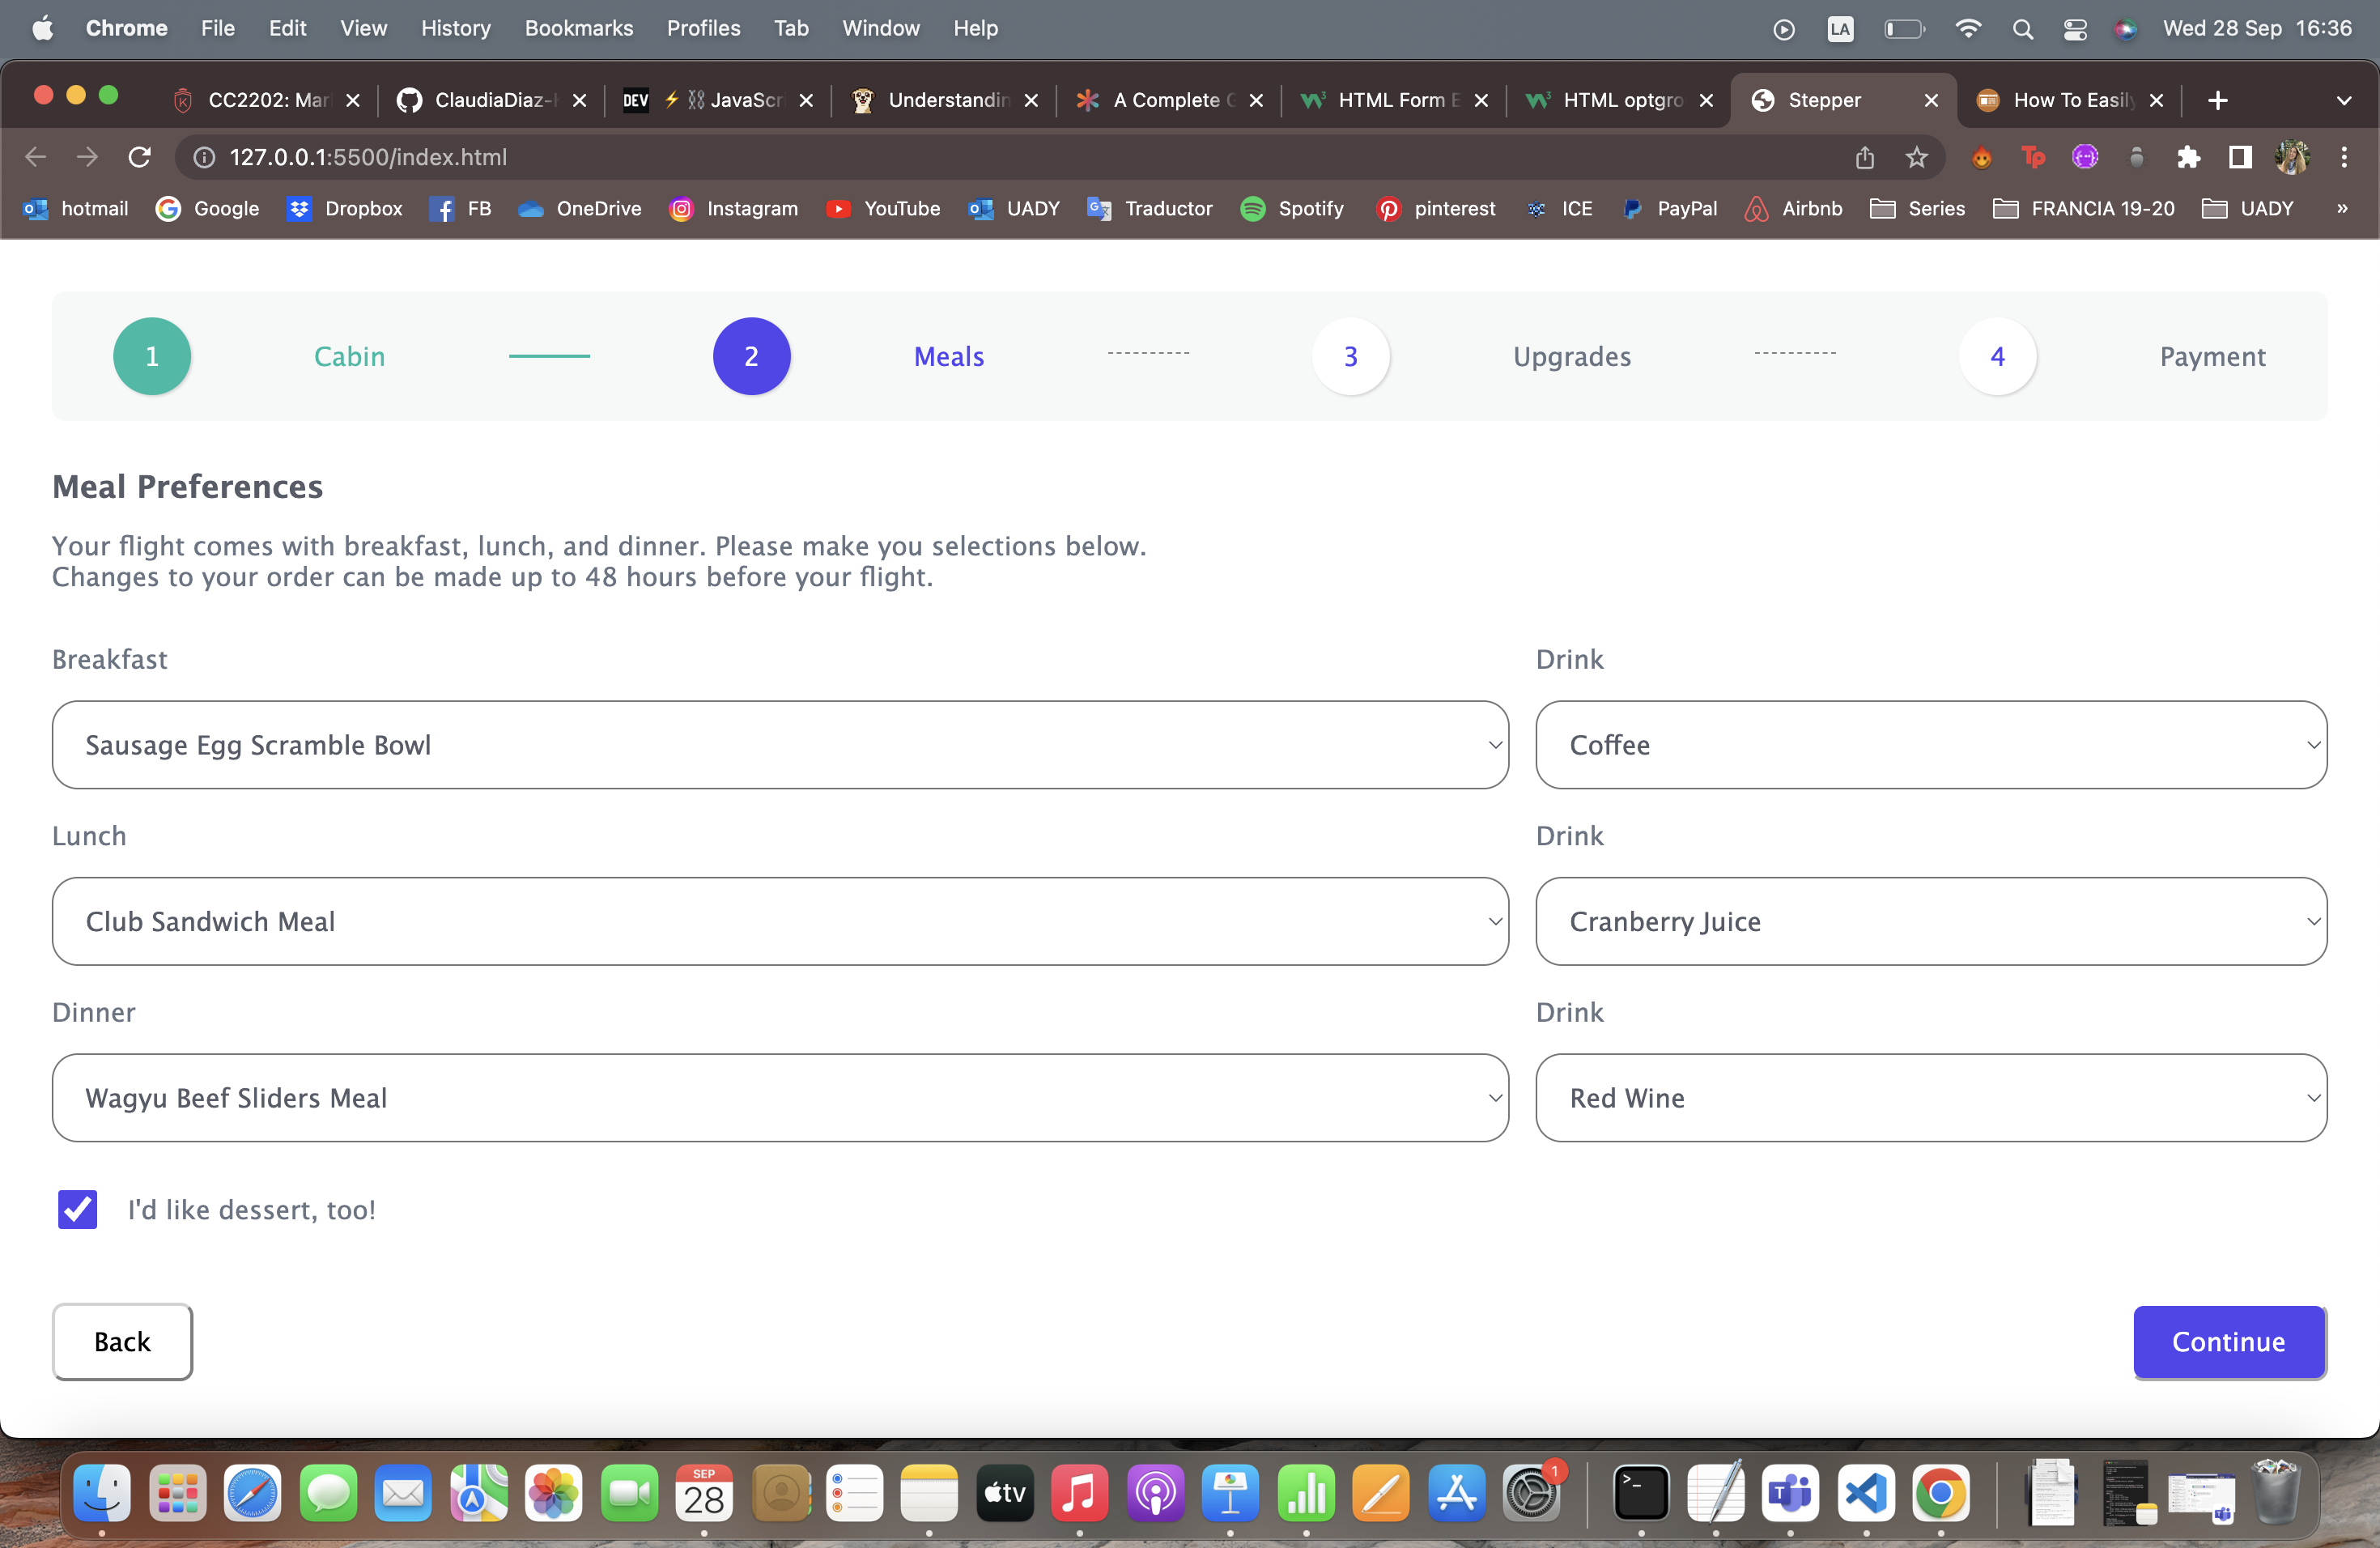 Chrome File Edit View History Bookmarks Profiles Tab Window Help LA Wed 28 Sep 16:36
CC2202: Mar ClaudiaDiaz- DEV ⚡ ⛓ JavaScri Understandin A Complete G HTML Form E HTML optgro Stepper How To Easily
127.0.0.1:5500/index.html Tp
hotmail Google Dropbox FB OneDrive Instagram YouTube UADY Traductor Spotify pinterest ICE PayPal Airbnb Series FRANCIA 19-20 UADY »
1 Cabin 2 Meals 3 Upgrades 4 Payment
Meal Preferences
Your flight comes with breakfast, lunch, and dinner. Please make you selections below.
Changes to your order can be made up to 48 hours before your flight.
Breakfast Drink
Sausage Egg Scramble Bowl Coffee
Lunch Drink
Club Sandwich Meal Cranberry Juice
Dinner Drink
Wagyu Beef Sliders Meal Red Wine
I'd like dessert, too!
Back Continue
SEP
28 tv 1 >_ T